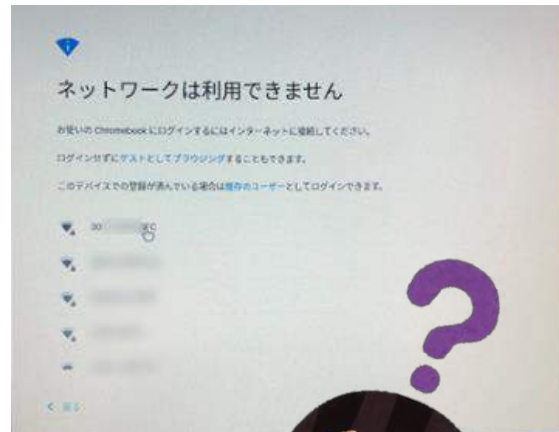 ネットワークは利用できません
お使いの Chromebook にログインするにはインターネットに接続してください。
ログインせずにゲストとしてブラウジングすることもできます。
このデバイスでの登録が済んでいる場合は既存のユーザーとしてログインできます。
?
戻る